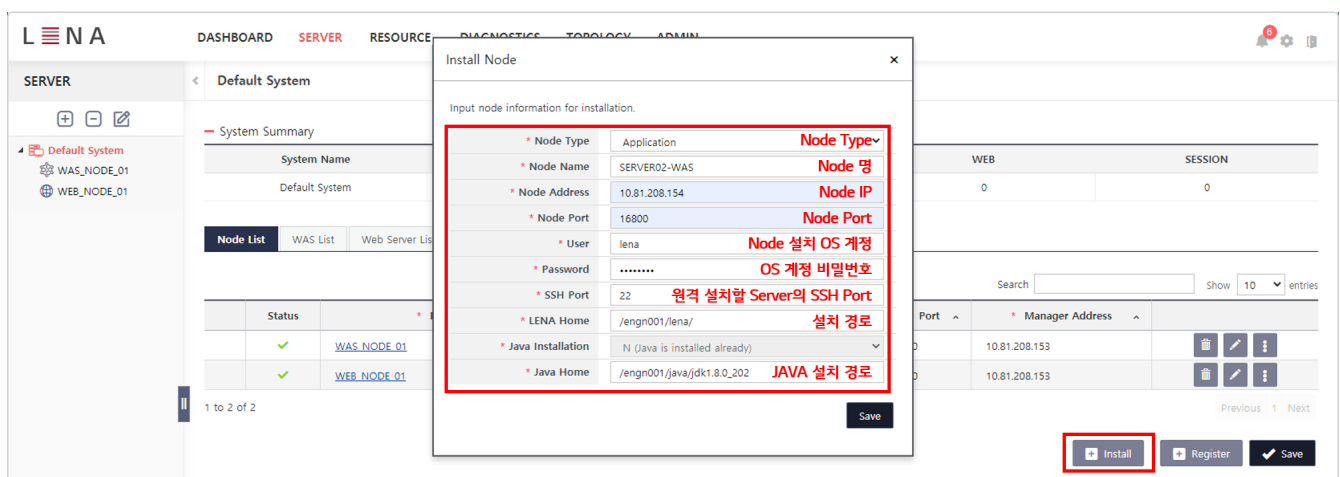 LENA
DASHBOARD SERVER RESOURCE DIAGNOSTICS TOPOLOGY ADMIN
6
SERVER
Default System
Default System
WAS_NODE_01
WEB_NODE_01
System Summary
System Name WEB SESSION
Default System 0 0
Node List WAS List Web Server Lis
Search Show 10 entries
Status * Port * Manager Address
WAS_NODE_01 10.81.208.153
WEB_NODE_01 10.81.208.153
1 to 2 of 2 Previous 1 Next
Install Register Save
Install Node ×
Input node information for installation.
* Node Type Application Node Type
* Node Name SERVER02-WAS Node 명
* Node Address 10.81.208.154 Node IP
* Node Port 16800 Node Port
* User lena Node 설치 OS 계정
* Password •••••••• OS 계정 비밀번호
* SSH Port 22 원격 설치할 Server의 SSH Port
* LENA Home /engn001/lena/ 설치 경로
* Java Installation N (Java is installed already)
* Java Home /engn001/java/jdk1.8.0_202 JAVA 설치 경로
Save